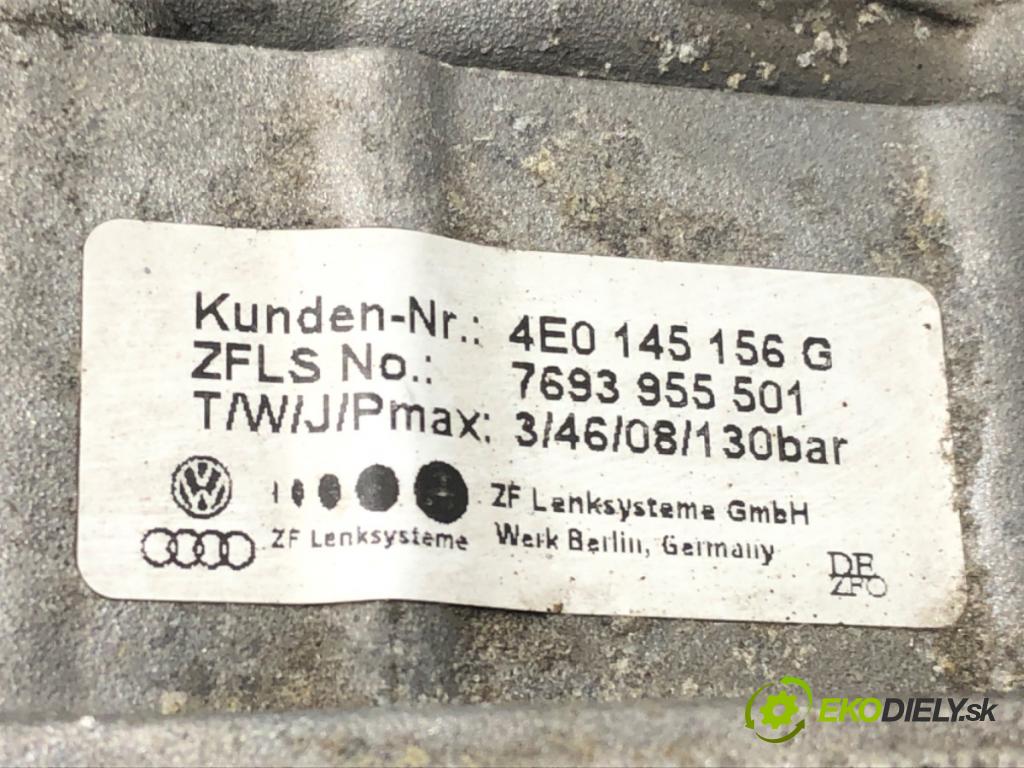 Kunden-Nr.: 4E0 145 156 G
ZFLS No.: 7693 955 501
T/W/J/Pmax: 3/46/08/130bar
VW ZF Lenksysteme GmbH
ZF Lenksysteme Werk Berlin, Germany
DE
ZFO
EKODIELY.sk